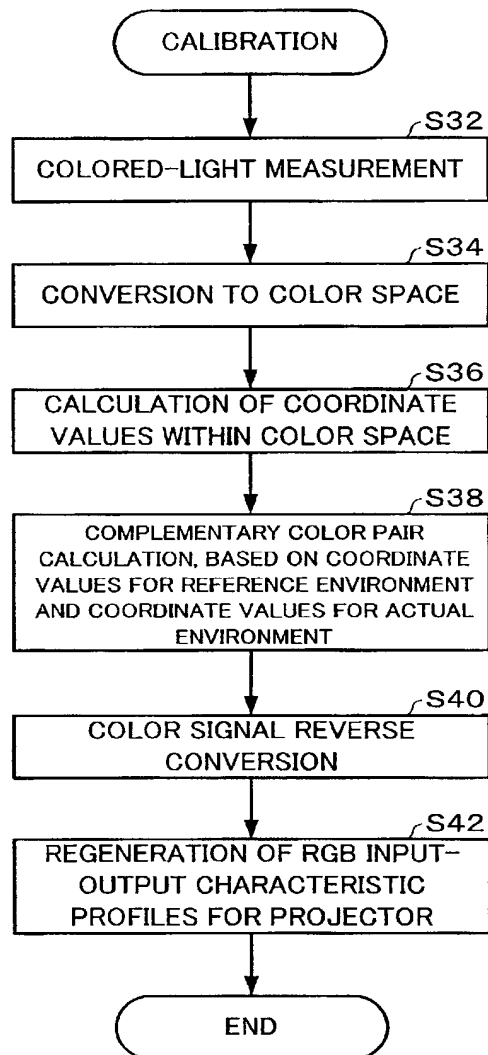 CALIBRATION
S32
COLORED-LIGHT MEASUREMENT
S34
CONVERSION TO COLOR SPACE
S36
CALCULATION OF COORDINATE
VALUES WITHIN COLOR SPACE
S38
COMPLEMENTARY COLOR PAIR
CALCULATION, BASED ON COORDINATE
VALUES FOR REFERENCE ENVIRONMENT
AND COORDINATE VALUES FOR ACTUAL
ENVIRONMENT
S40
COLOR SIGNAL REVERSE
CONVERSION
S42
REGENERATION OF RGB INPUT-
OUTPUT CHARACTERISTIC
PROFILES FOR PROJECTOR
END